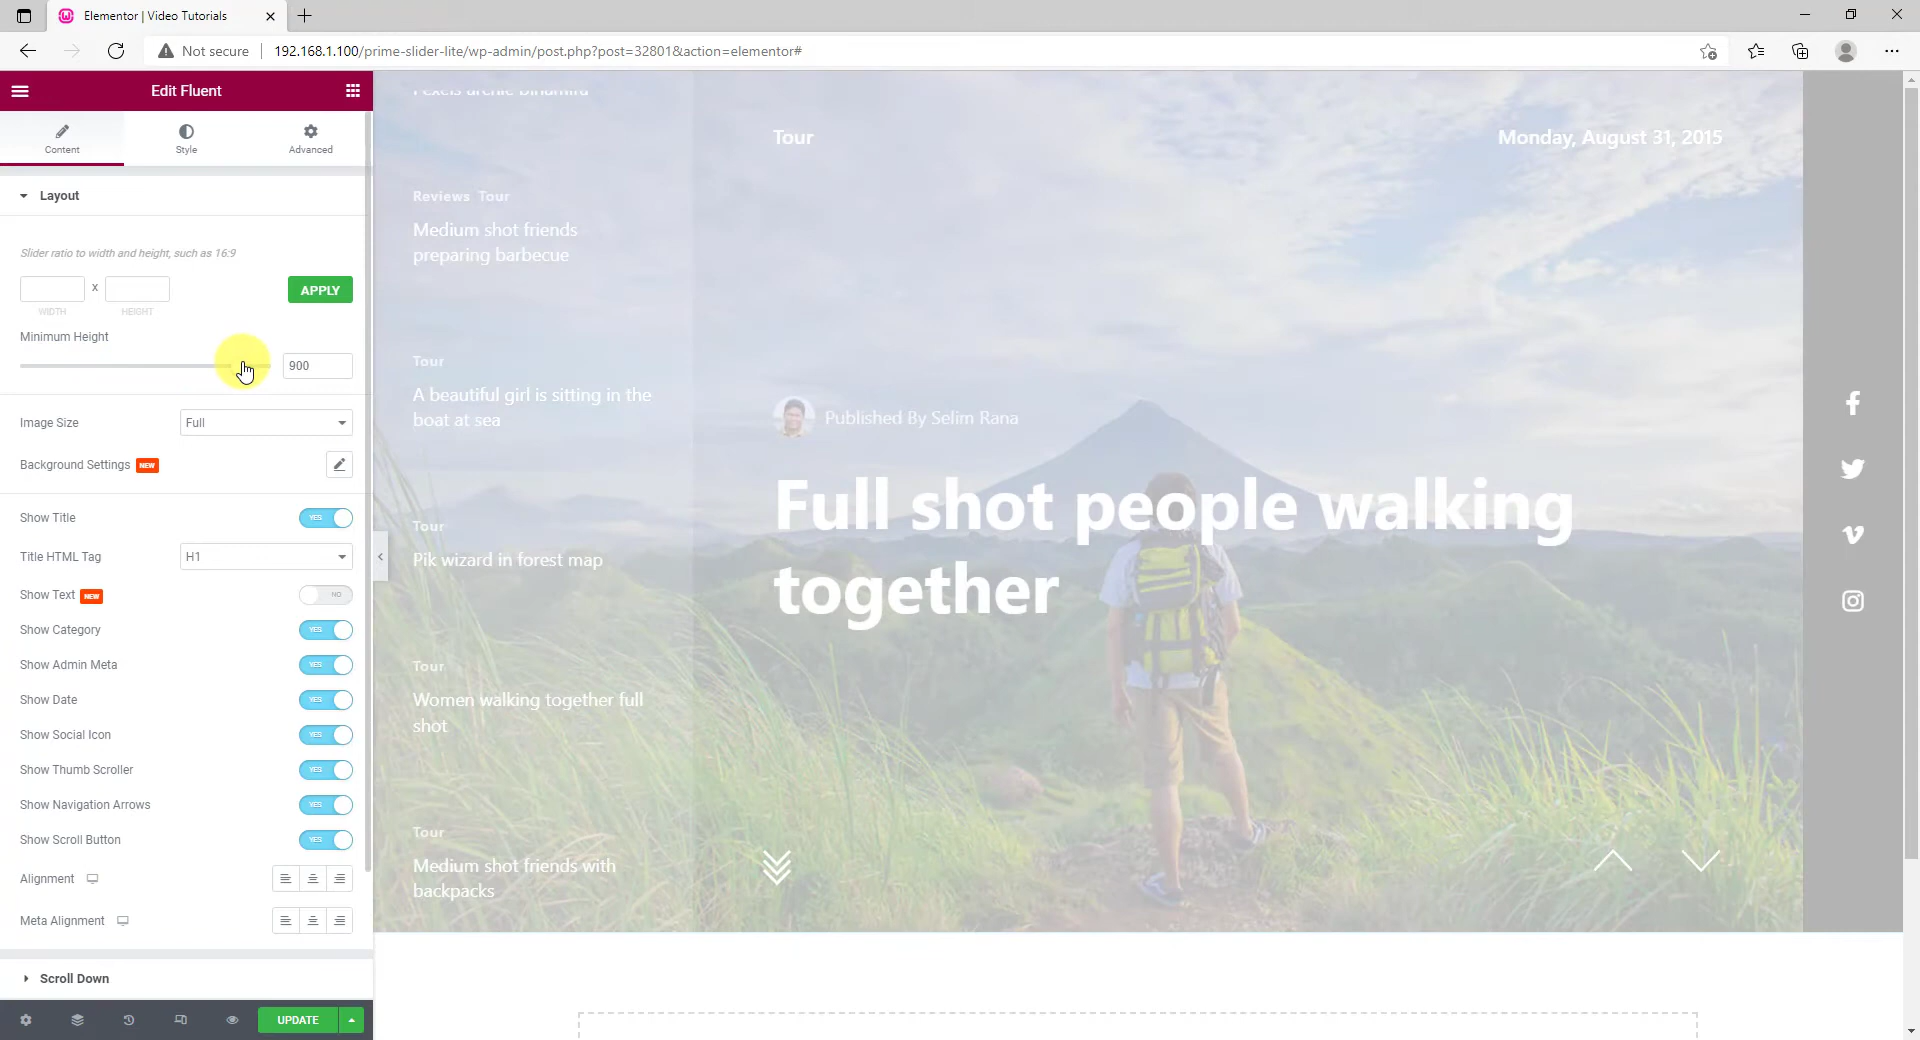 Elementor | Video Tutorials
Not secure
192.168.1.100/prime-slider-lite/wp-admin/post.php?post=32801&action=elementor#
Edit Fluent
Content
Style
Advanced
Layout
Slider ratio to width and height, such as 16:9
x
APPLY
WIDTH
HEIGHT
Minimum Height
900
Image Size
Full
Background Settings NEW
Show Title
YES
Title HTML Tag
H1
Show Text NEW
NO
Show Category
YES
Show Admin Meta
YES
Show Date
YES
Show Social Icon
YES
Show Thumb Scroller
YES
Show Navigation Arrows
YES
Show Scroll Button
YES
Alignment
Meta Alignment
Scroll Down
UPDATE
Reviews Tour
Medium shot friends
preparing barbecue
Tour
A beautiful girl is sitting in the
boat at sea
Tour
Pik wizard in forest map
Tour
Women walking together full
shot
Tour
Medium shot friends with
backpacks
Tour
Monday, August 31, 2015
Published By Selim Rana
Full shot people walking
together